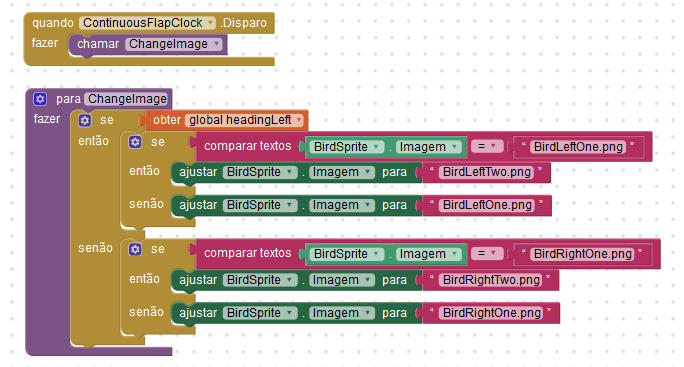 quando ContinuousFlapClock .Disparo
fazer chamar ChangeImage
para ChangeImage
fazer se obter global headingLeft
então se comparar textos BirdSprite . Imagem = " BirdLeftOne.png "
então ajustar BirdSprite . Imagem para " BirdLeftTwo.png "
senão ajustar BirdSprite . Imagem para " BirdLeftOne.png "
senão se comparar textos BirdSprite . Imagem = " BirdRightOne.png "
então ajustar BirdSprite . Imagem para " BirdRightTwo.png "
senão ajustar BirdSprite . Imagem para " BirdRightOne.png "